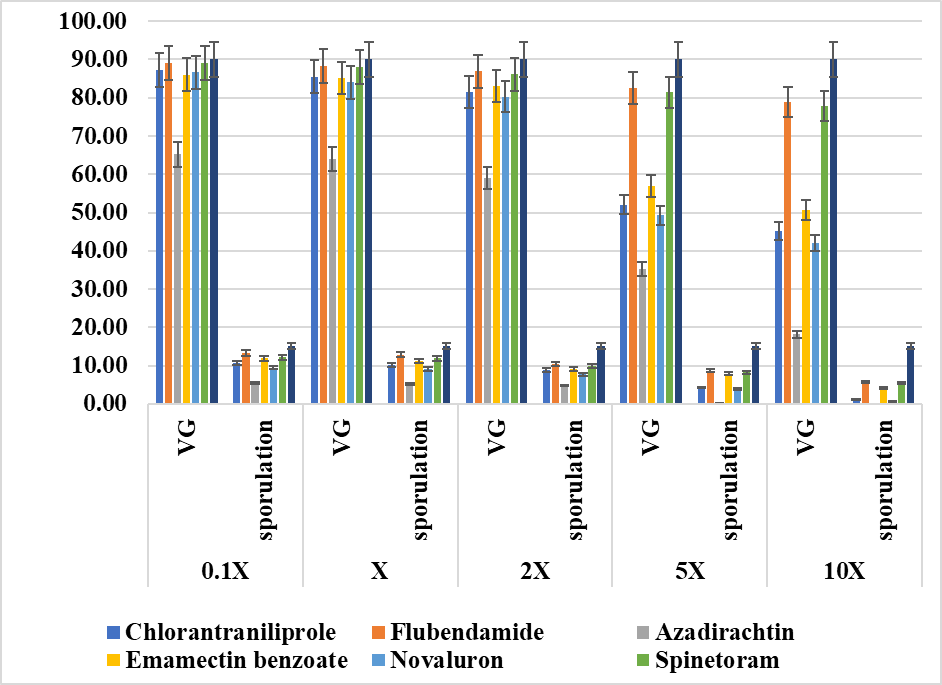 100.00
90.00
80.00
70.00
60.00
50.00
40.00
30.00
20.00
10.00
0.00
VG
sporulation
VG
sporulation
VG
sporulation
VG
sporulation
VG
sporulation
0.1X
X
2X
5X
10X
Chlorantraniliprole
Flubendamide
Azadirachtin
Emamectin benzoate
Novaluron
Spinetoram